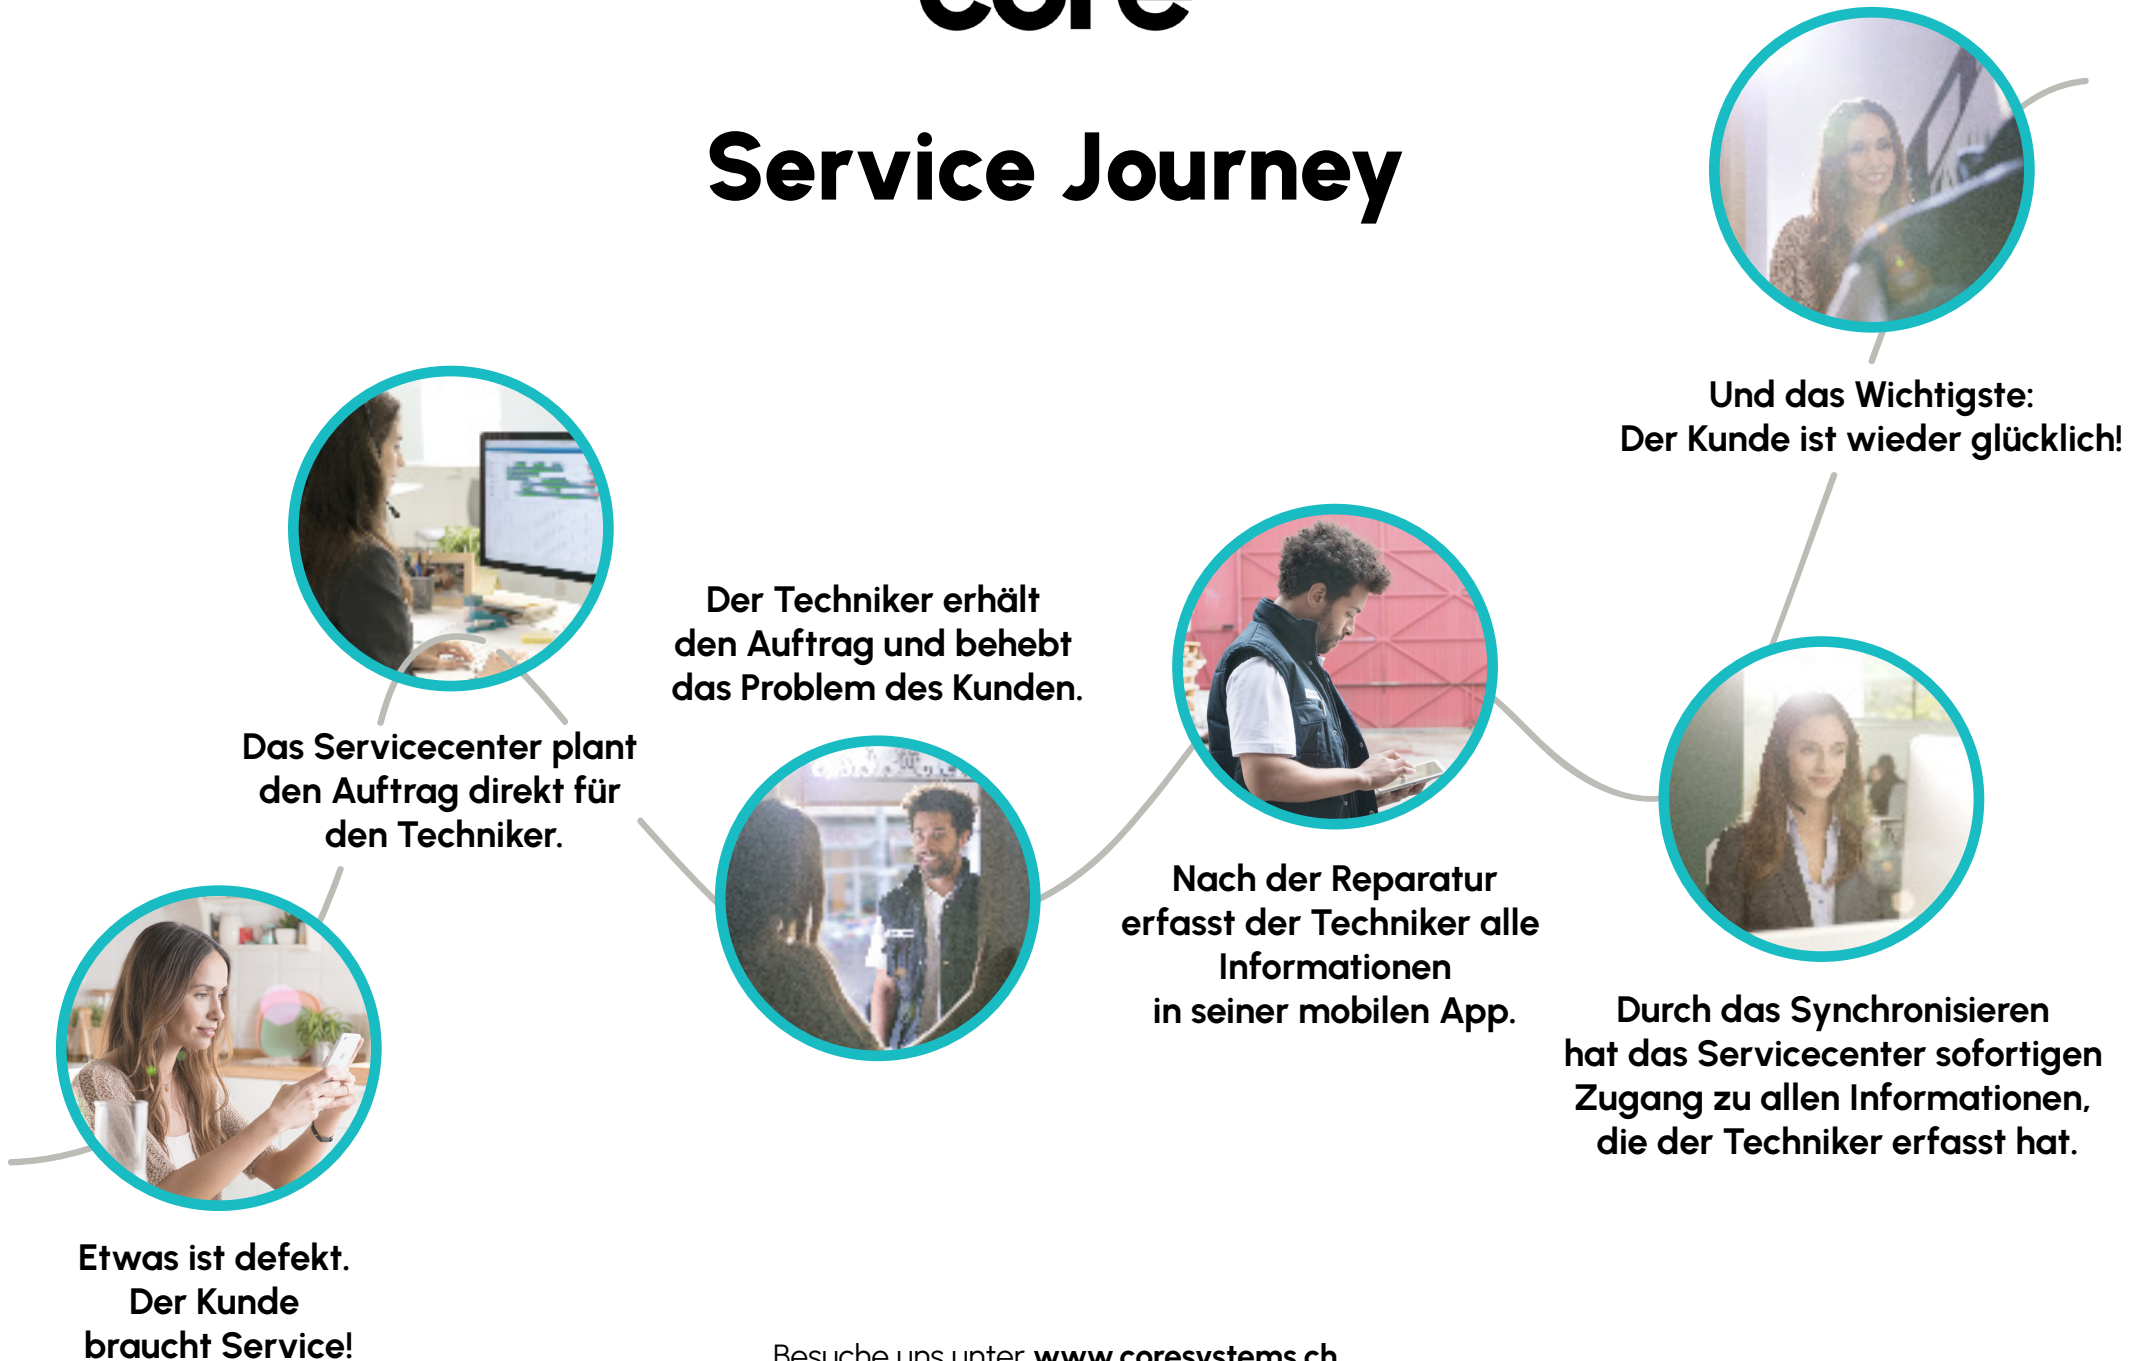 core
Service Journey
Etwas ist defekt.
Der Kunde
braucht Service!
Das Servicecenter plant
den Auftrag direkt für
den Techniker.
Der Techniker erhält
den Auftrag und behebt
das Problem des Kunden.
Nach der Reparatur
erfasst der Techniker alle
Informationen
in seiner mobilen App.
Durch das Synchronisieren
hat das Servicecenter sofortigen
Zugang zu allen Informationen,
die der Techniker erfasst hat.
Und das Wichtigste:
Der Kunde ist wieder glücklich!
Besuche uns unter www.coresystems.ch